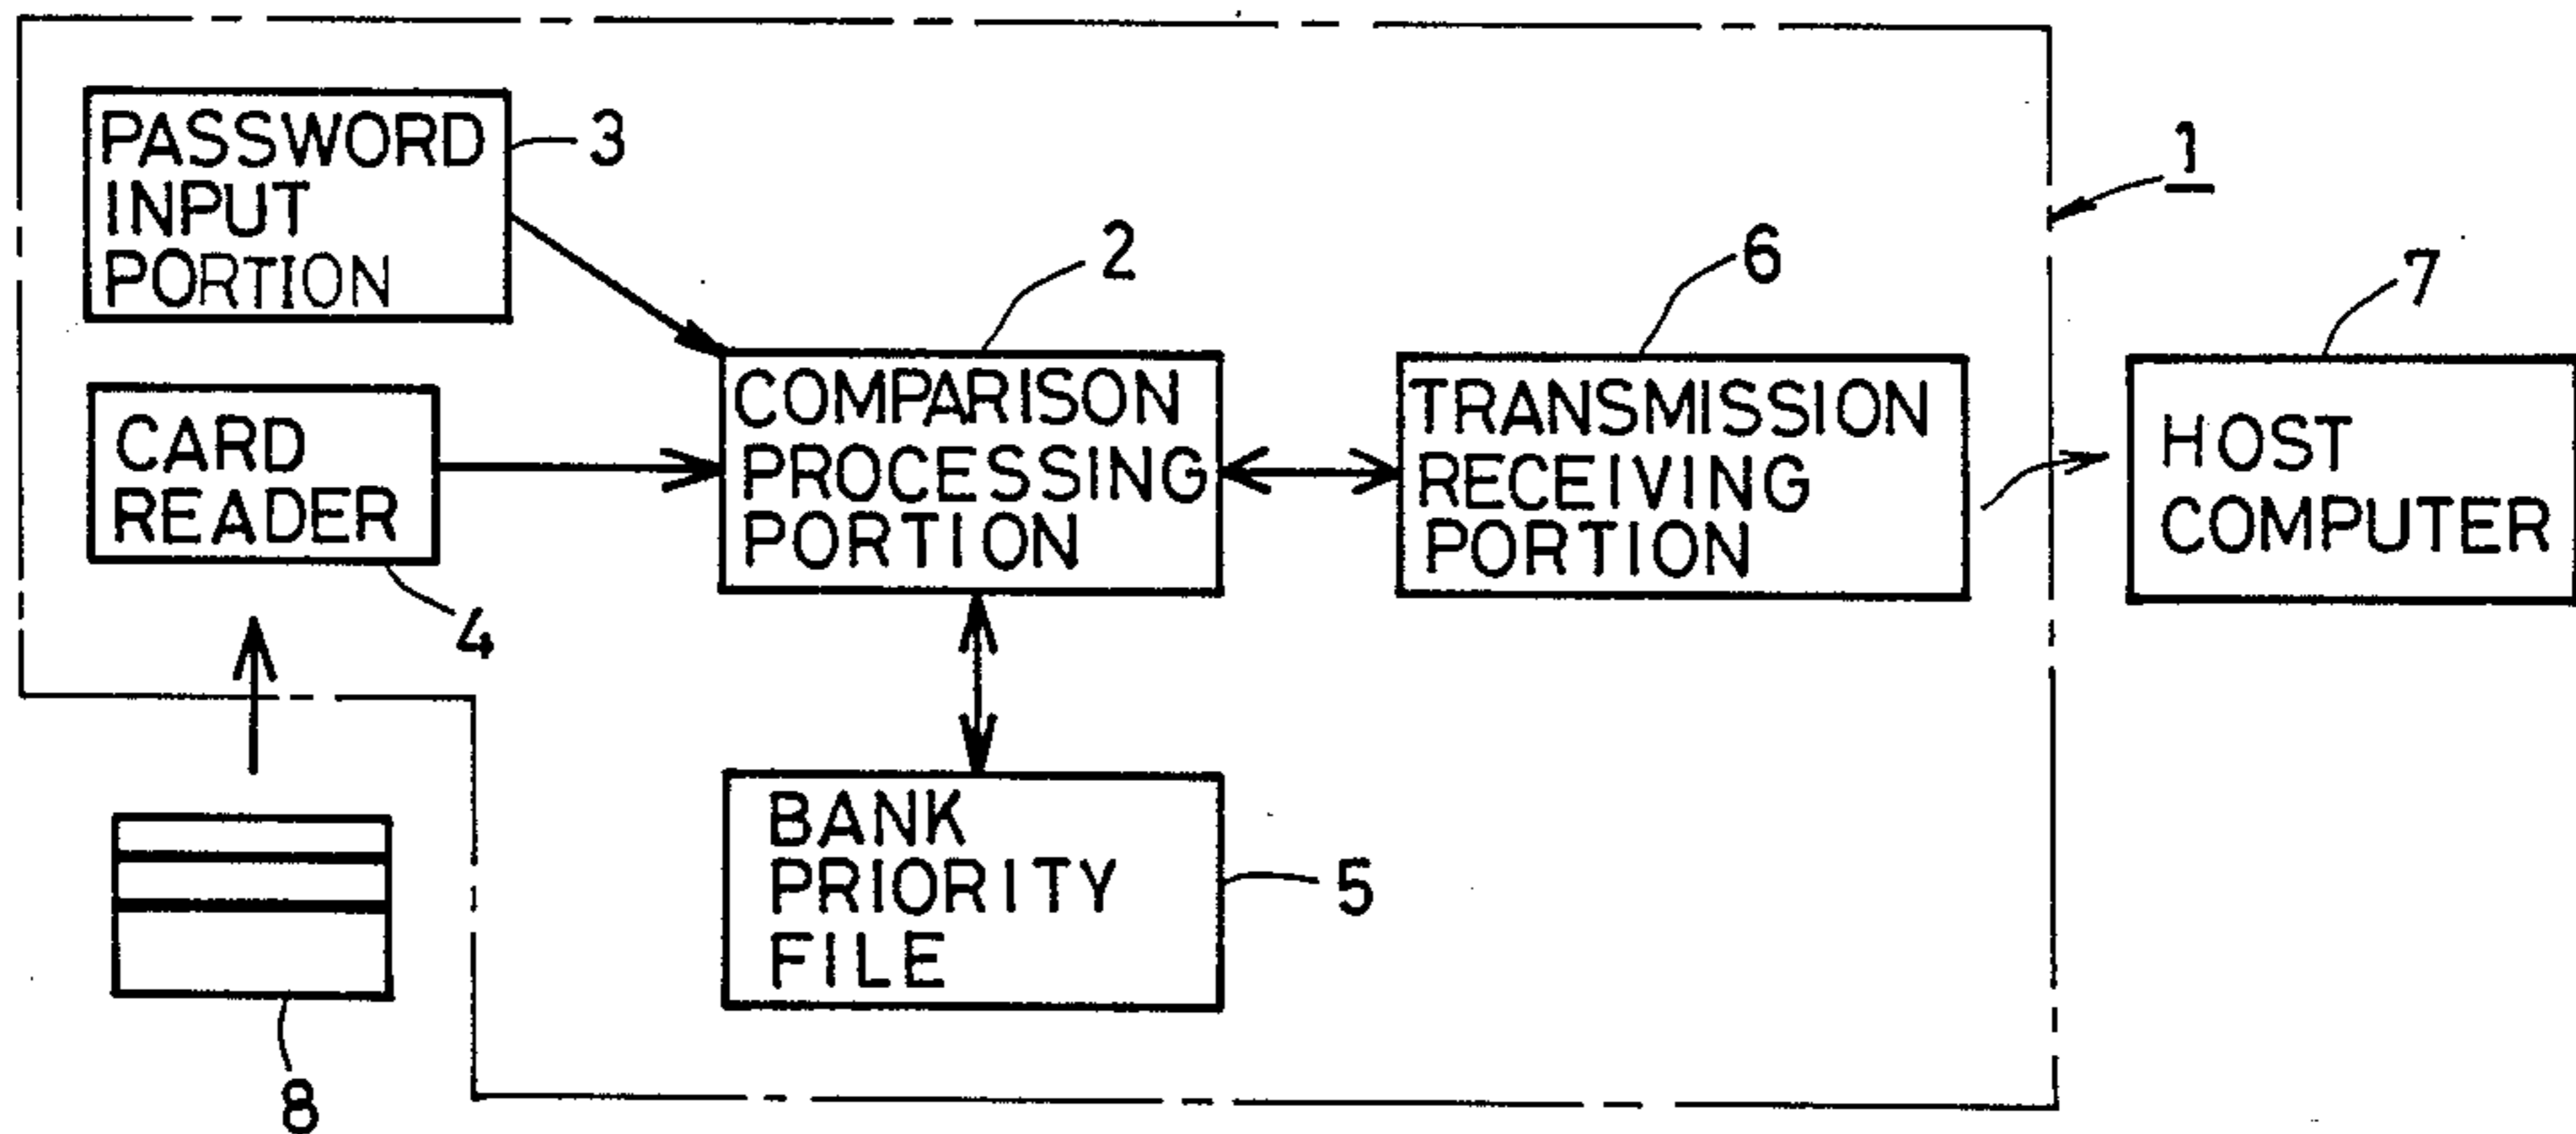 PASSWORD
INPUT
PORTION
3
1
2
6
7
CARD
READER
4
COMPARISON
PROCESSING
PORTION
TRANSMISSION
RECEIVING
PORTION
HOST
COMPUTER
BANK
PRIORITY
FILE
5
8